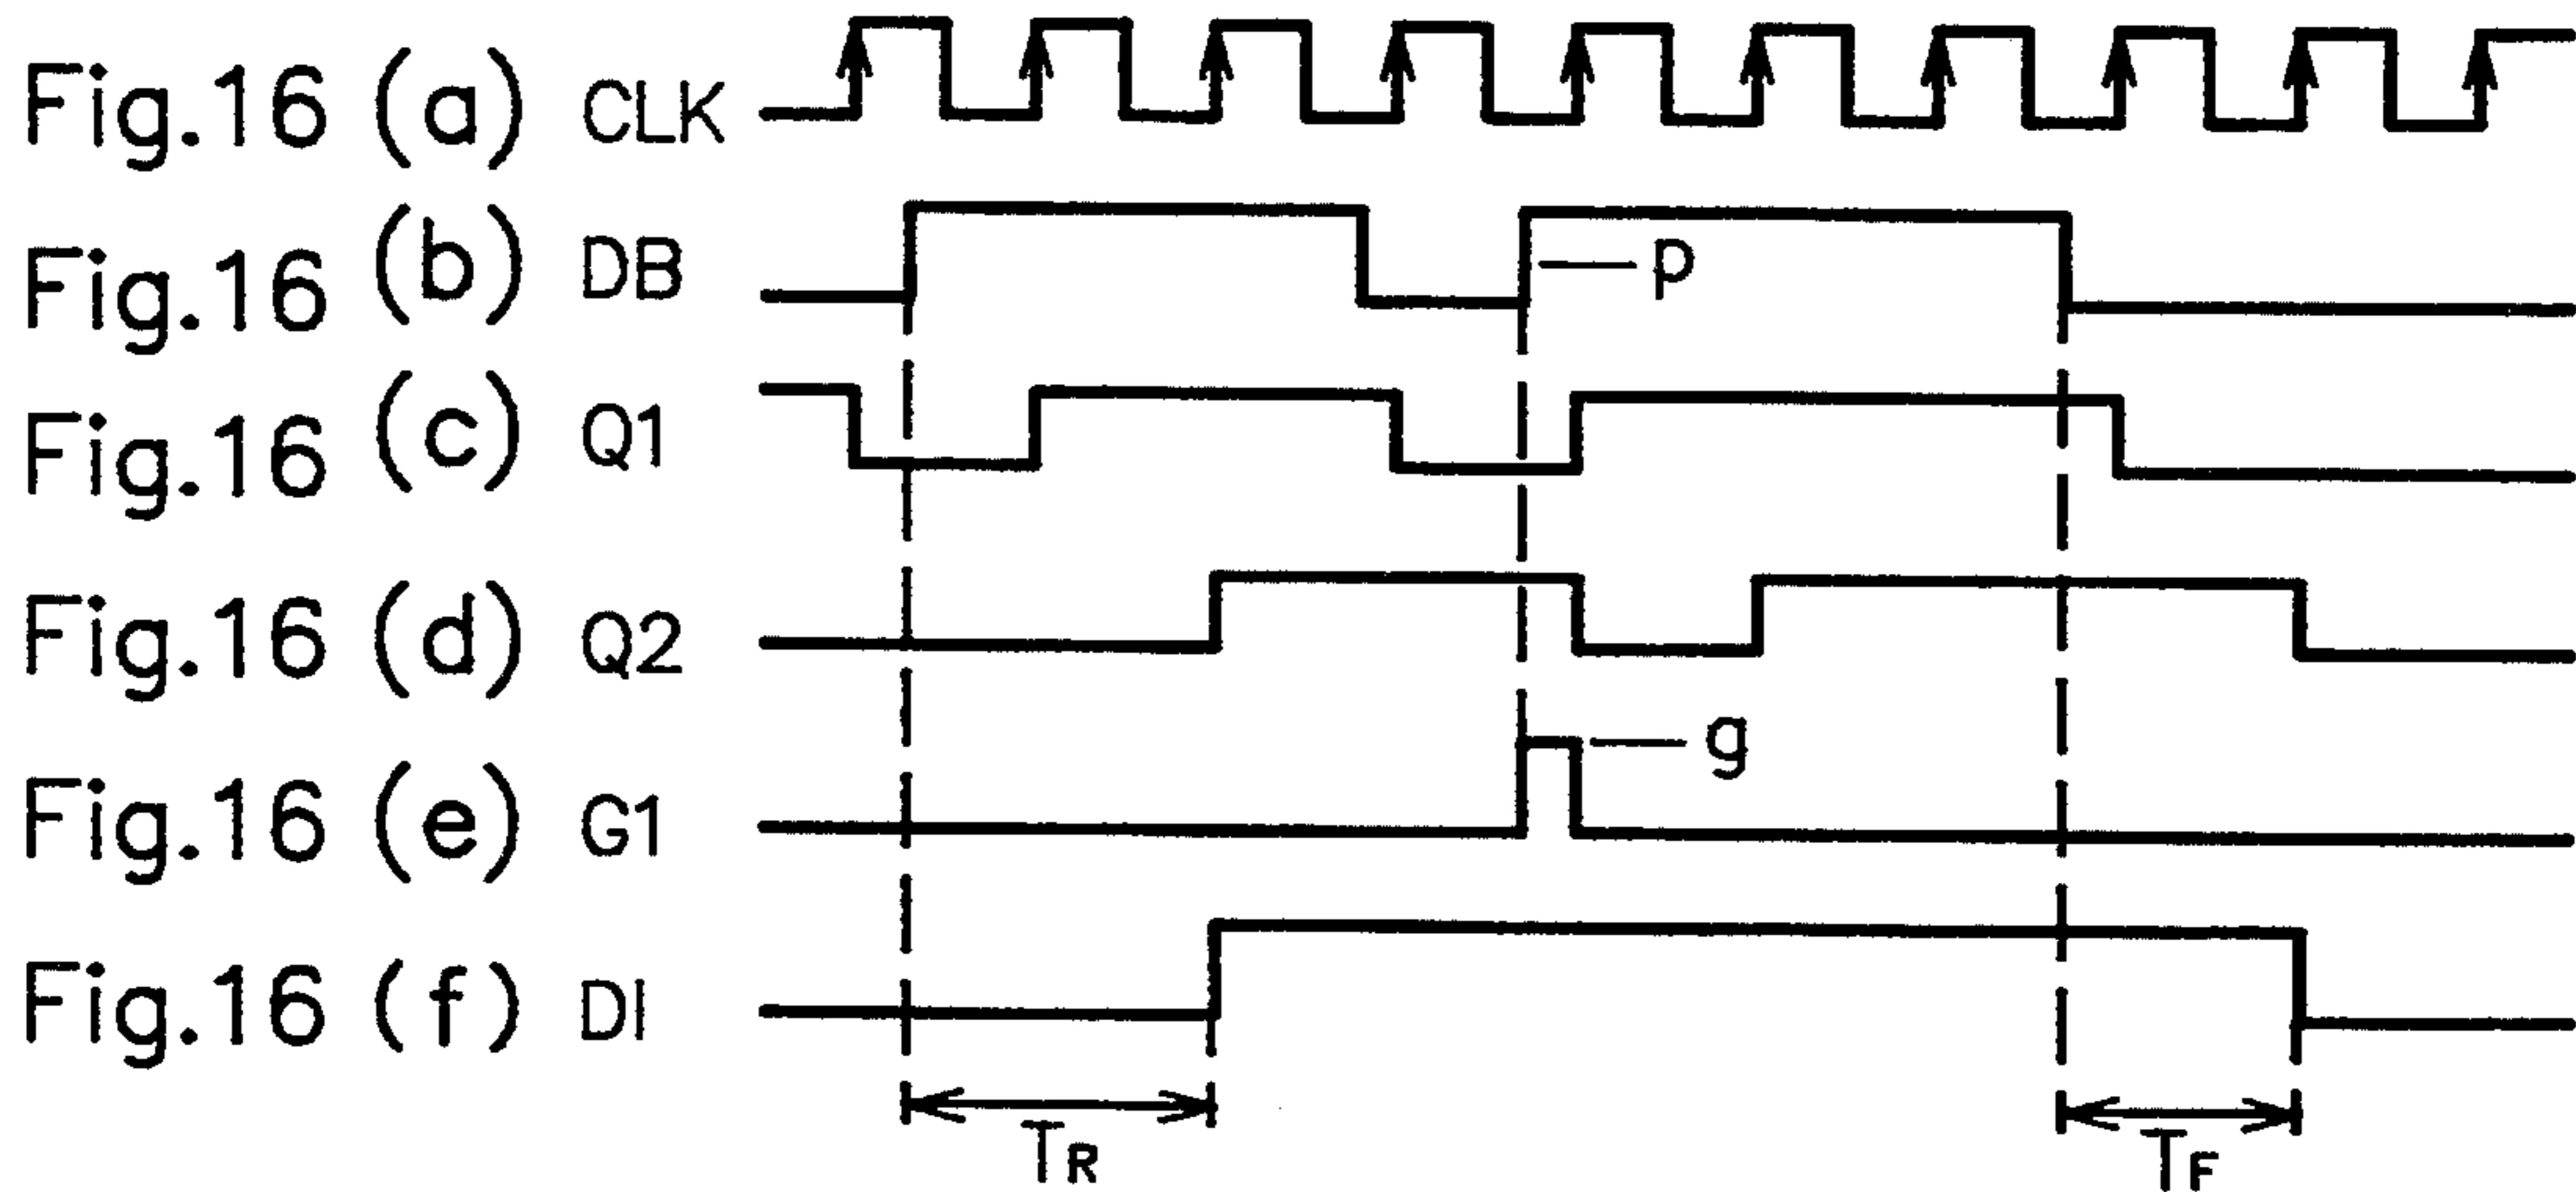 Fig.16 (a) CLK
Fig.16 (b) DB
p
Fig.16 (c) Q1
Fig.16 (d) Q2
Fig.16 (e) G1
g
Fig.16 (f) DI
TR
TF